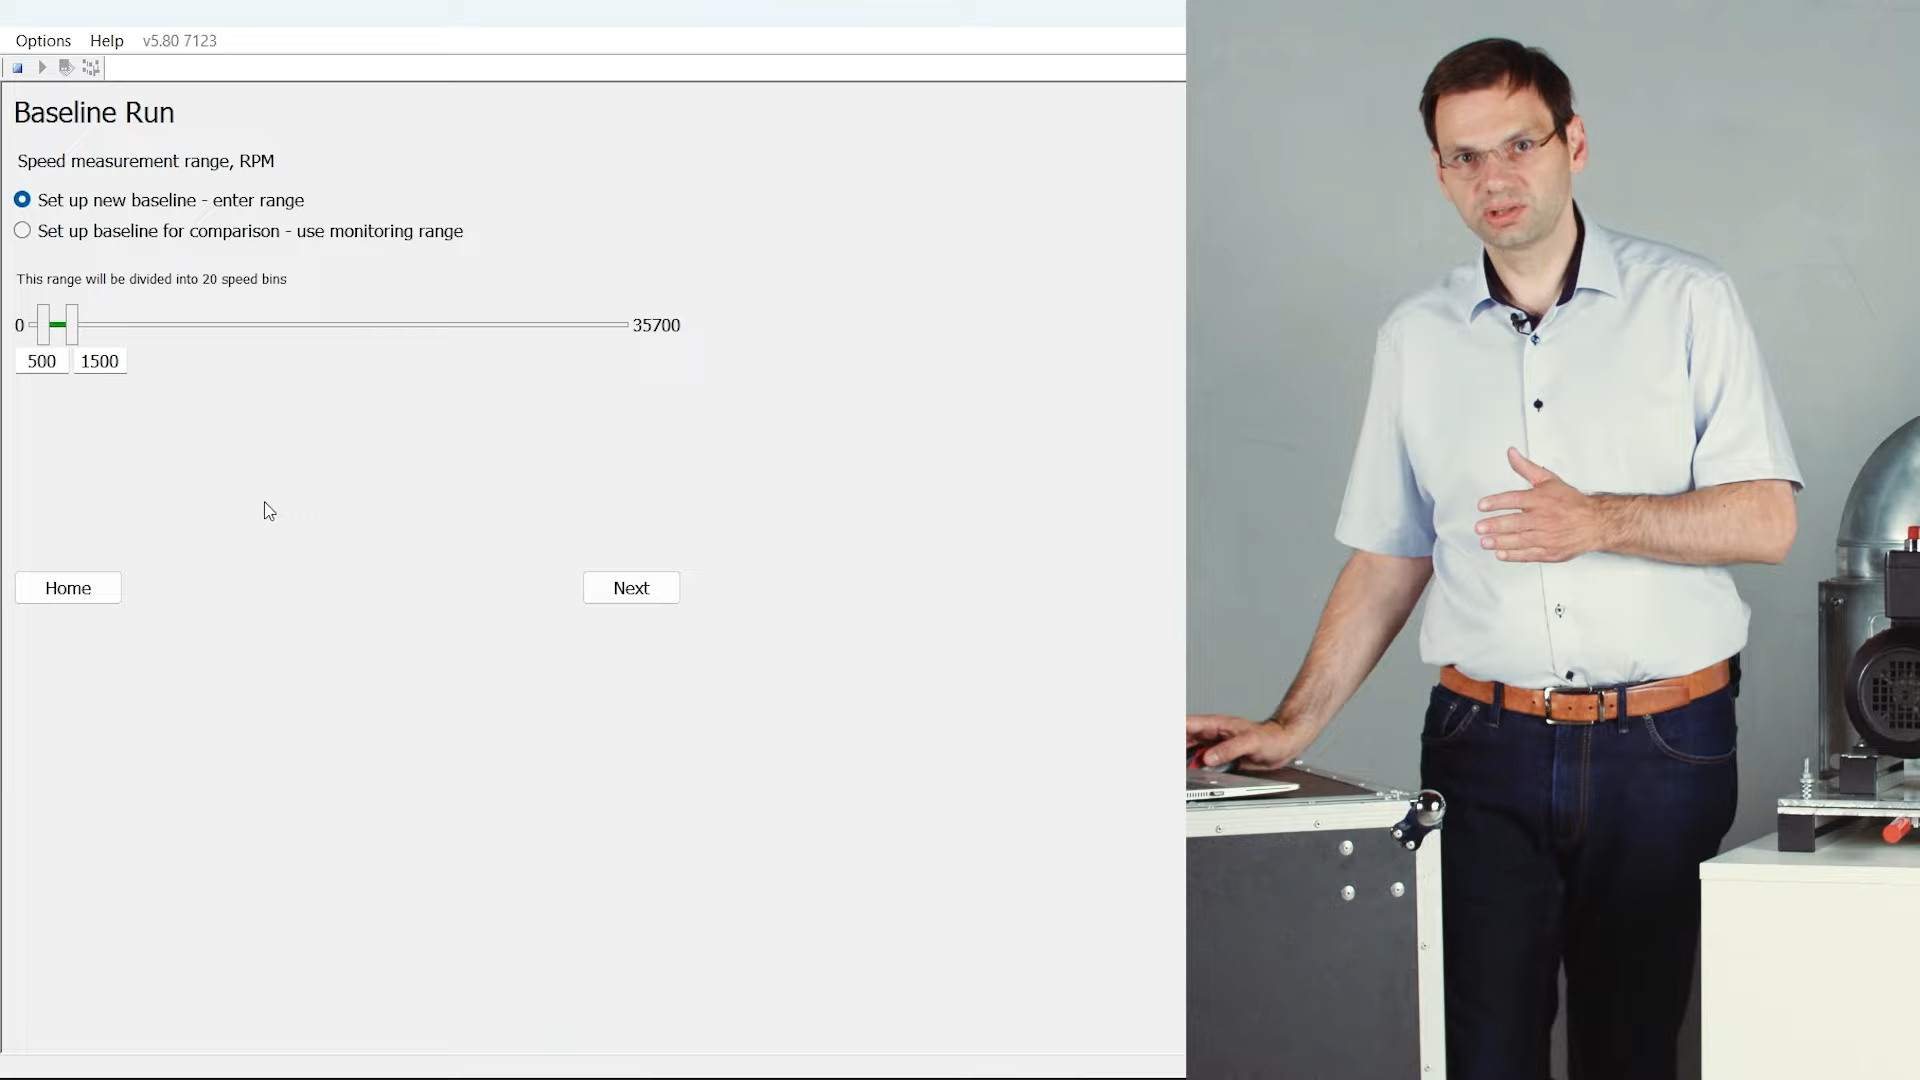 Options Help v5.80 7123
Baseline Run
Speed measurement range, RPM
Set up new baseline - enter range
Set up baseline for comparison - use monitoring range
This range will be divided into 20 speed bins
0 35700
500 1500
Home Next